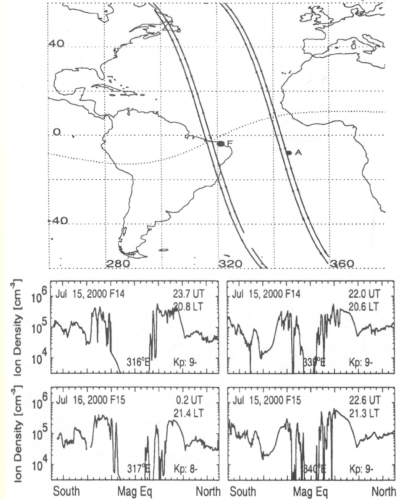 40
0
F
A
-40
280
320
360
Ion Density [cm⁻³]
10⁶
10⁵
10⁴
Jul 15, 2000 F14
23.7 UT
20.8 LT
316°E
Kp: 9-
Jul 15, 2000 F14
22.0 UT
20.6 LT
339°E
Kp: 9-
Ion Density [cm⁻³]
10⁶
10⁵
10⁴
Jul 16, 2000 F15
0.2 UT
21.4 LT
317°E
Kp: 8-
Jul 15, 2000 F15
22.6 UT
21.3 LT
340°E
Kp: 9-
South
Mag Eq
North
South
Mag Eq
North